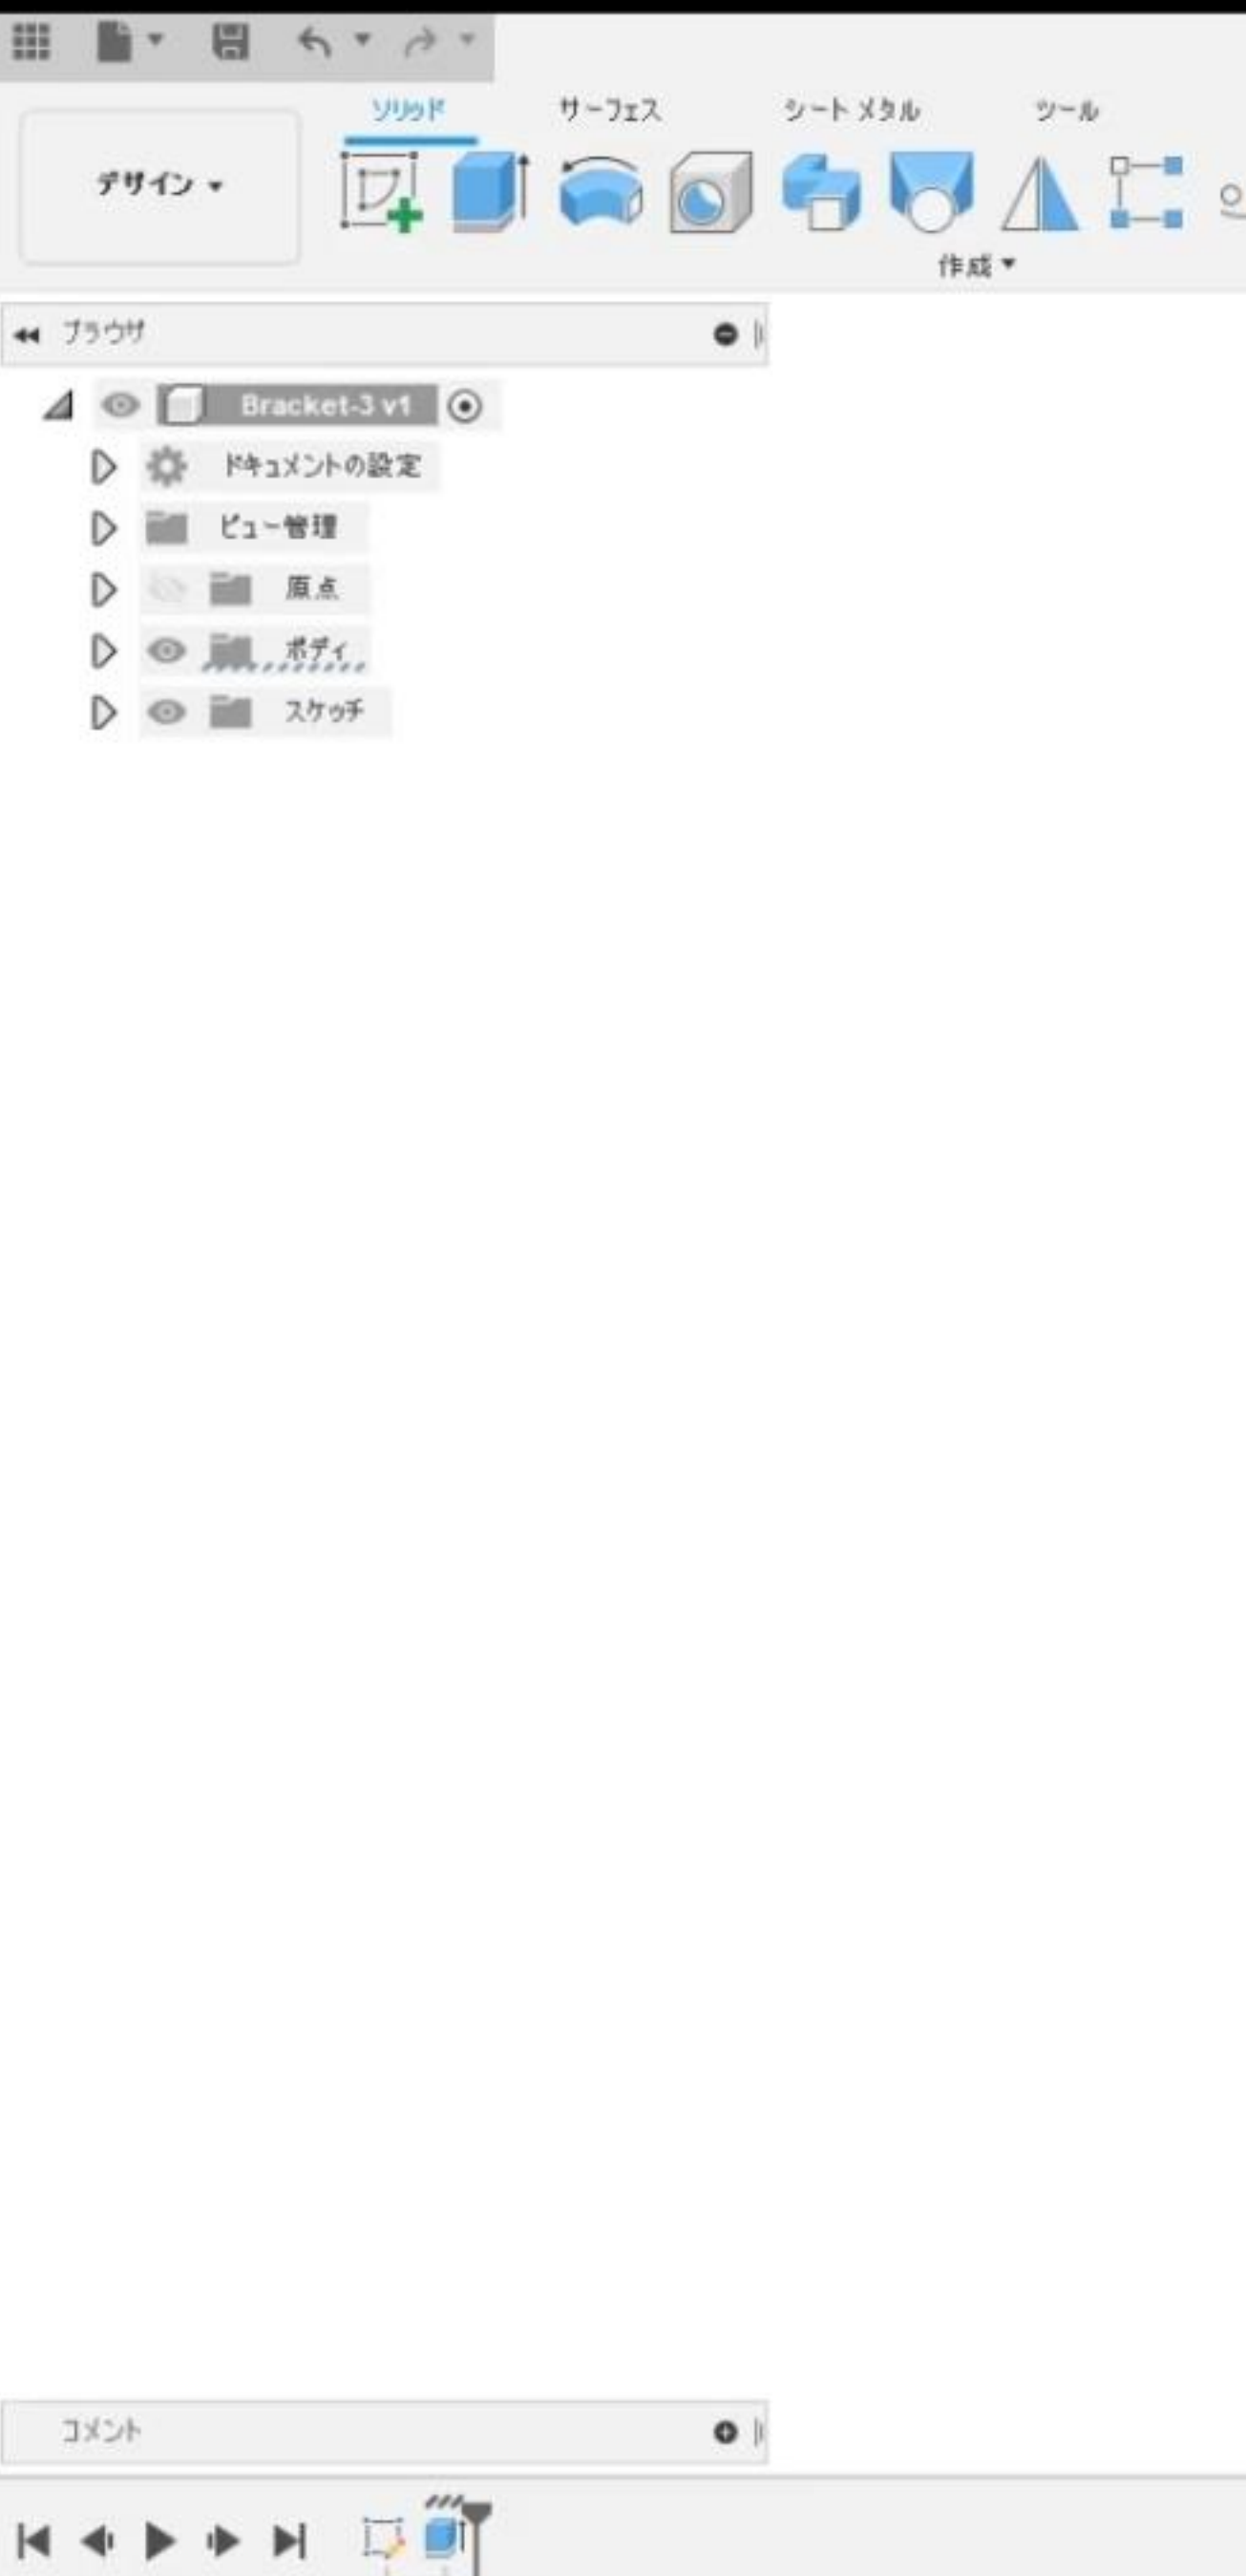 ソリッド サーフェス シート メタル ツール
デザイン
作成
ブラウザ
Bracket-3 v1
ドキュメントの設定
ビュー管理
原点
ボディ
スケッチ
コメント